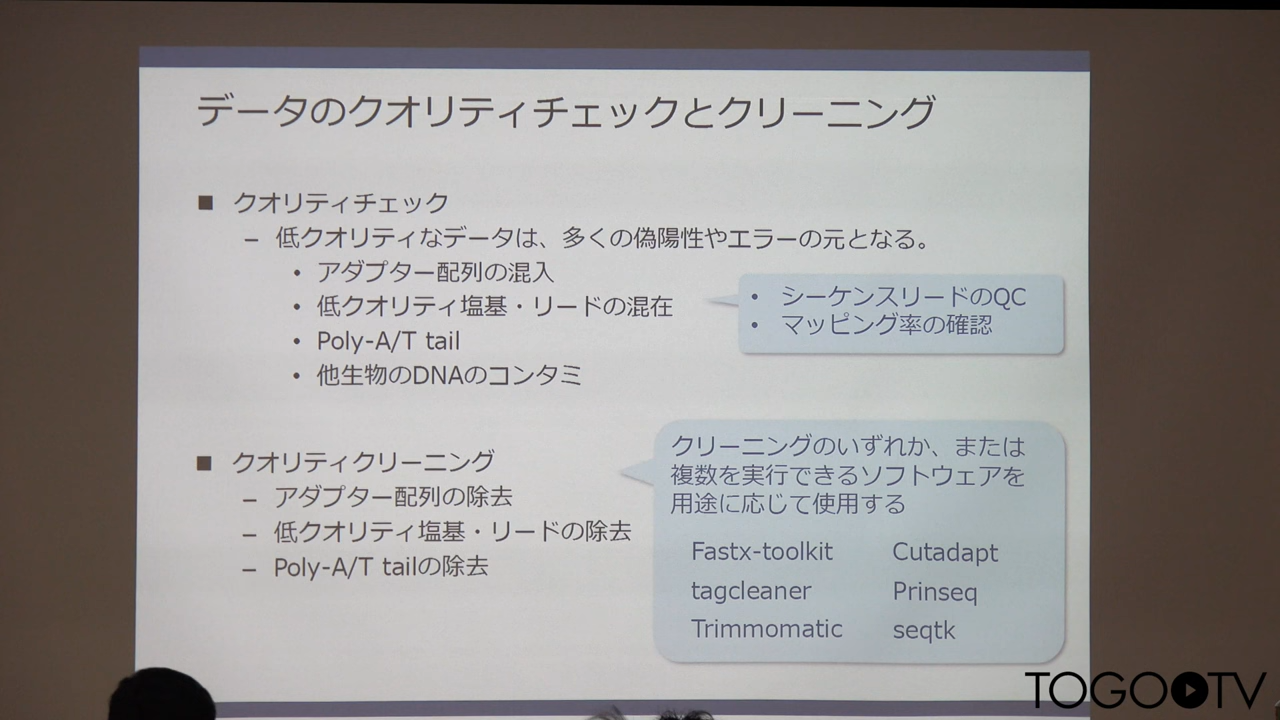 データのクオリティチェックとクリーニング
■ クオリティチェック
– 低クオリティなデータは、多くの偽陽性やエラーの元となる。
• アダプター配列の混入
• 低クオリティ塩基・リードの混在
• Poly-A/T tail
• 他生物のDNAのコンタミ
• シーケンスリードのQC
• マッピング率の確認
■ クオリティクリーニング
– アダプター配列の除去
– 低クオリティ塩基・リードの除去
– Poly-A/T tailの除去
クリーニングのいずれか、または
複数を実行できるソフトウェアを
用途に応じて使用する
Fastx-toolkit Cutadapt
tagcleaner Prinseq
Trimmomatic seqtk
TOGO TV